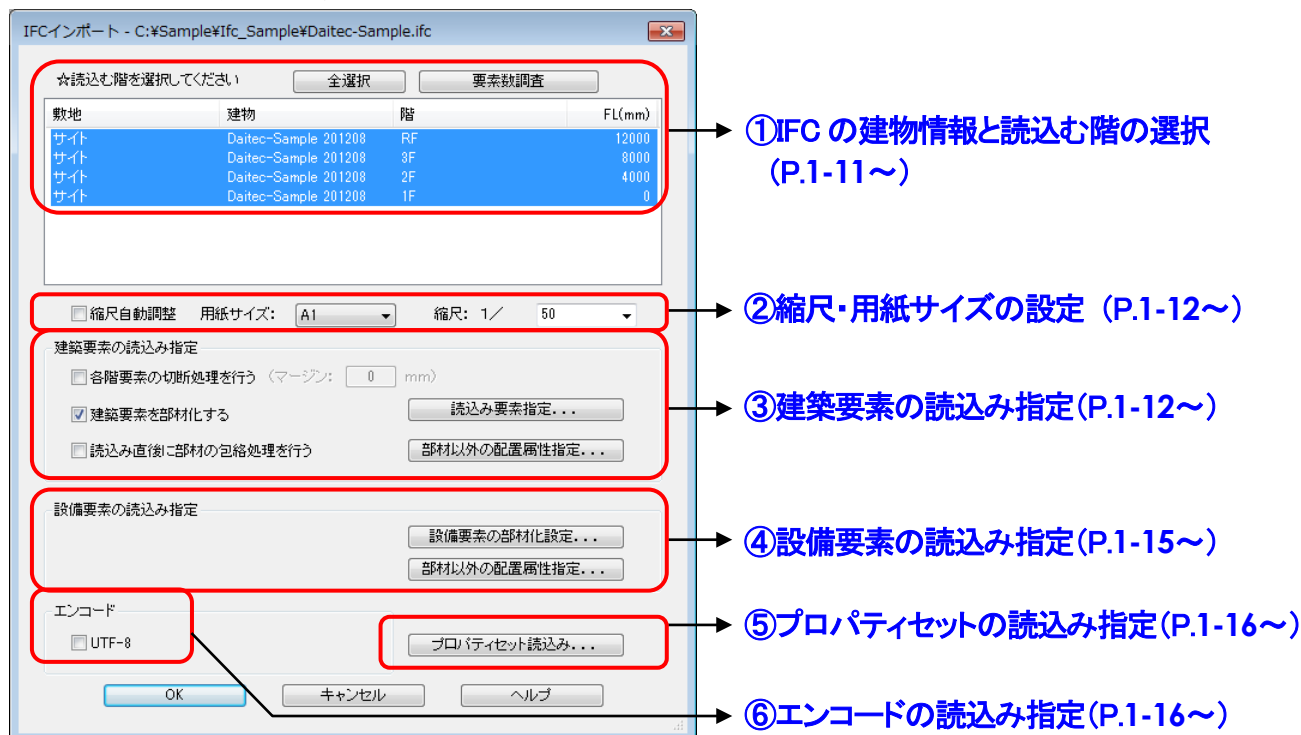 IFCインポート - C:¥Sample¥Ifc_Sample¥Daitec-Sample.ifc
☆読込む階を選択してください 全選択 要素数調査
敷地 建物 階 FL(mm)
サイト Daitec-Sample 201208 RF 12000
サイト Daitec-Sample 201208 3F 8000
サイト Daitec-Sample 201208 2F 4000
サイト Daitec-Sample 201208 1F 0
①IFC の建物情報と読込む階の選択
(P.1-11~)
縮尺自動調整 用紙サイズ: A1 縮尺: 1/ 50
②縮尺・用紙サイズの設定 (P.1-12~)
建築要素の読込み指定
各階要素の切断処理を行う (マージン: 0 mm)
建築要素を部材化する 読込み要素指定...
読込み直後に部材の包絡処理を行う 部材以外の配置属性指定...
③建築要素の読込み指定(P.1-12~)
設備要素の読込み指定
設備要素の部材化設定...
部材以外の配置属性指定...
④設備要素の読込み指定(P.1-15~)
エンコード
UTF-8 プロパティセット読込み...
⑤プロパティセットの読込み指定(P.1-16~)
OK キャンセル ヘルプ
⑥エンコードの読込み指定(P.1-16~)